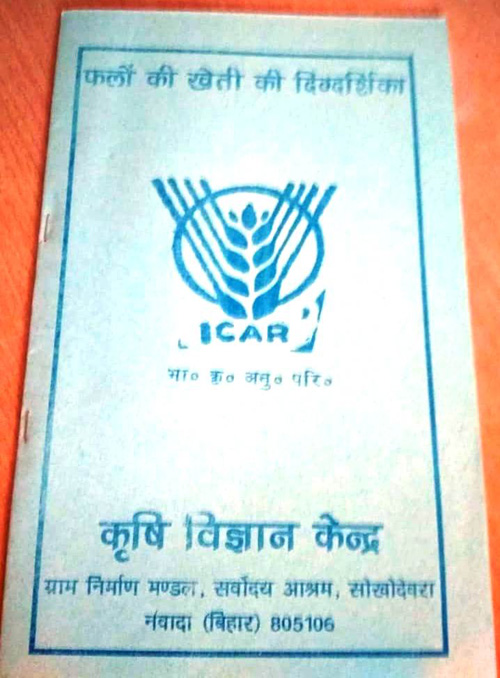 फलों की खेती की दिग्दर्शिका
ICAR
भा० कृ० अनु० परि०
कृषि विज्ञान केन्द्र
ग्राम निर्माण मण्डल, सर्वोदय आश्रम, सोखोदेवरा
नवादा (बिहार) 805106